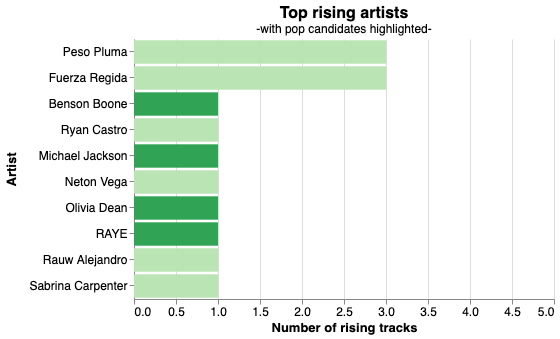 Top rising artists
-with pop candidates highlighted-
Peso Pluma
Fuerza Regida
Benson Boone
Ryan Castro
Michael Jackson
Neton Vega
Olivia Dean
RAYE
Rauw Alejandro
Sabrina Carpenter
Artist
0.0 0.5 1.0 1.5 2.0 2.5 3.0 3.5 4.0 4.5 5.0
Number of rising tracks